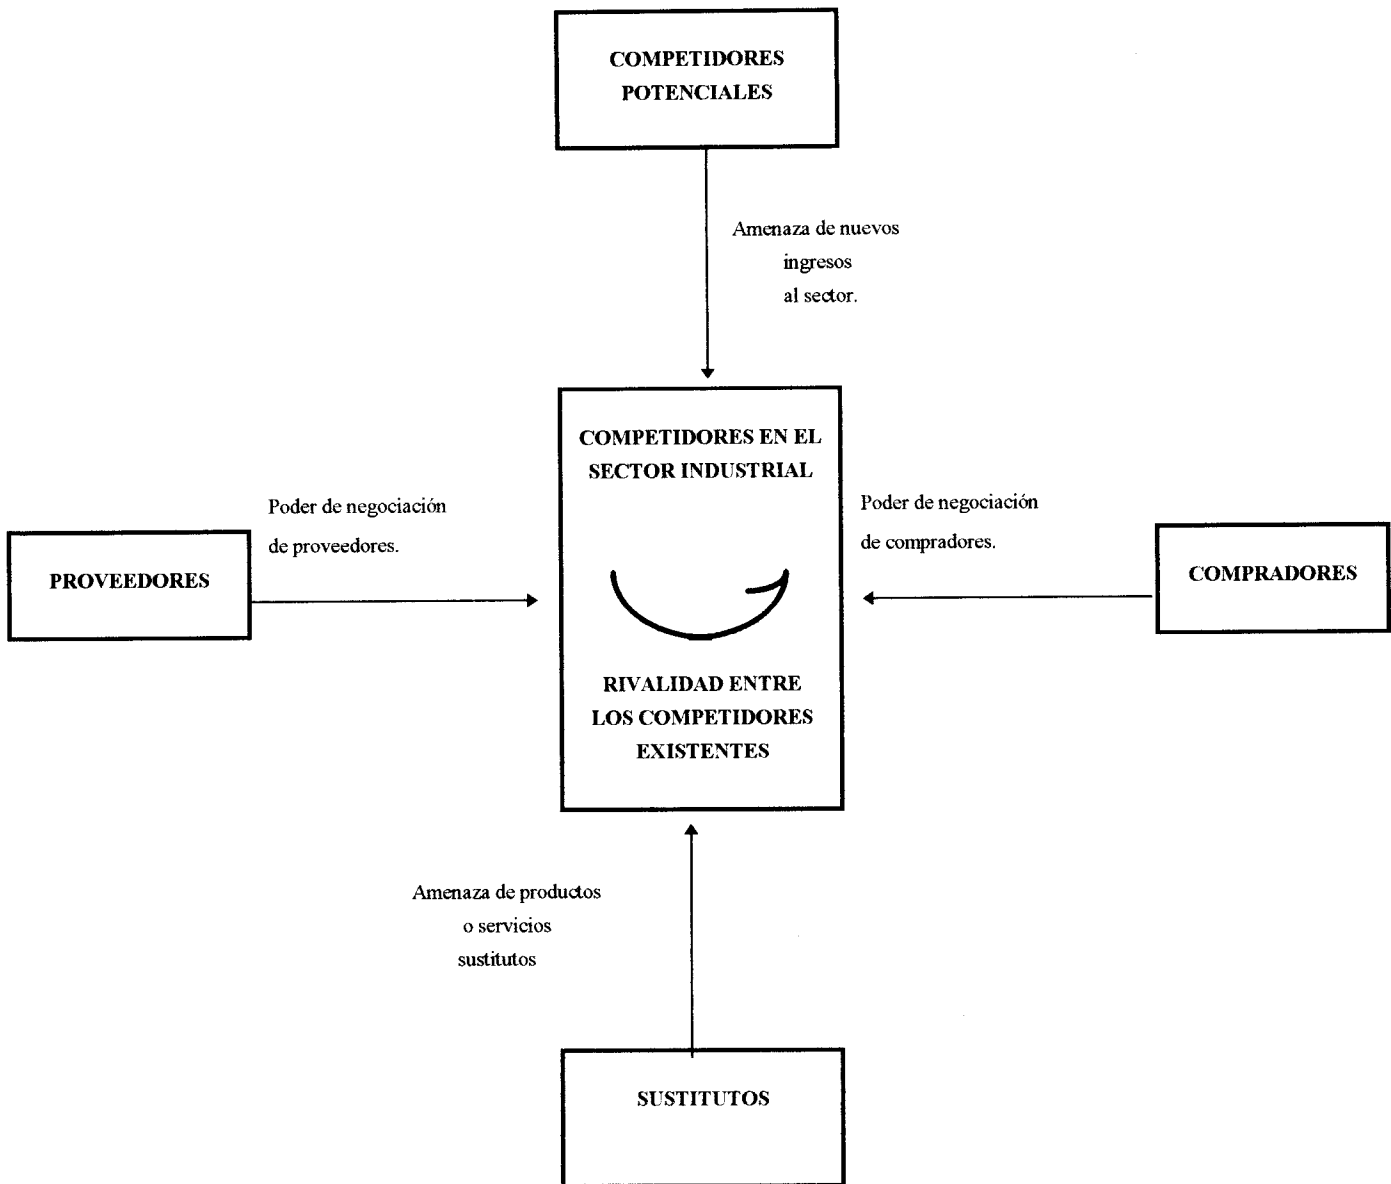 COMPETIDORES
POTENCIALES
Amenaza de nuevos
ingresos
al sector.
COMPETIDORES EN EL
SECTOR INDUSTRIAL
Poder de negociación
de proveedores.
PROVEEDORES
Poder de negociación
de compradores.
COMPRADORES
RIVALIDAD ENTRE
LOS COMPETIDORES
EXISTENTES
Amenaza de productos
o servicios
sustitutos
SUSTITUTOS